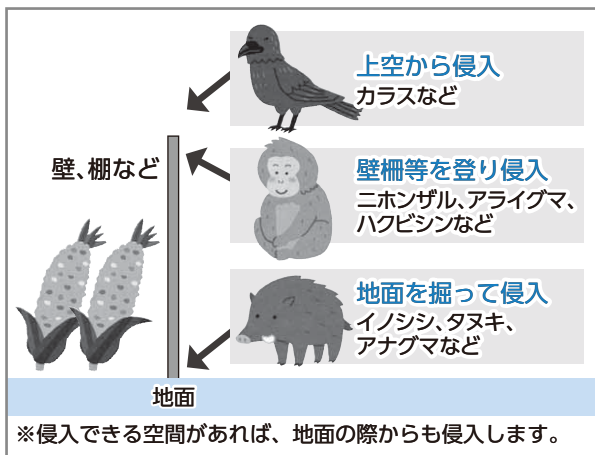 上空から侵入
カラスなど
壁、棚など
壁柵等を登り侵入
ニホンザル、アライグマ、
ハクビシンなど
地面を掘って侵入
イノシシ、タヌキ、
アナグマなど
地面
※侵入できる空間があれば、地面の際からも侵入します。